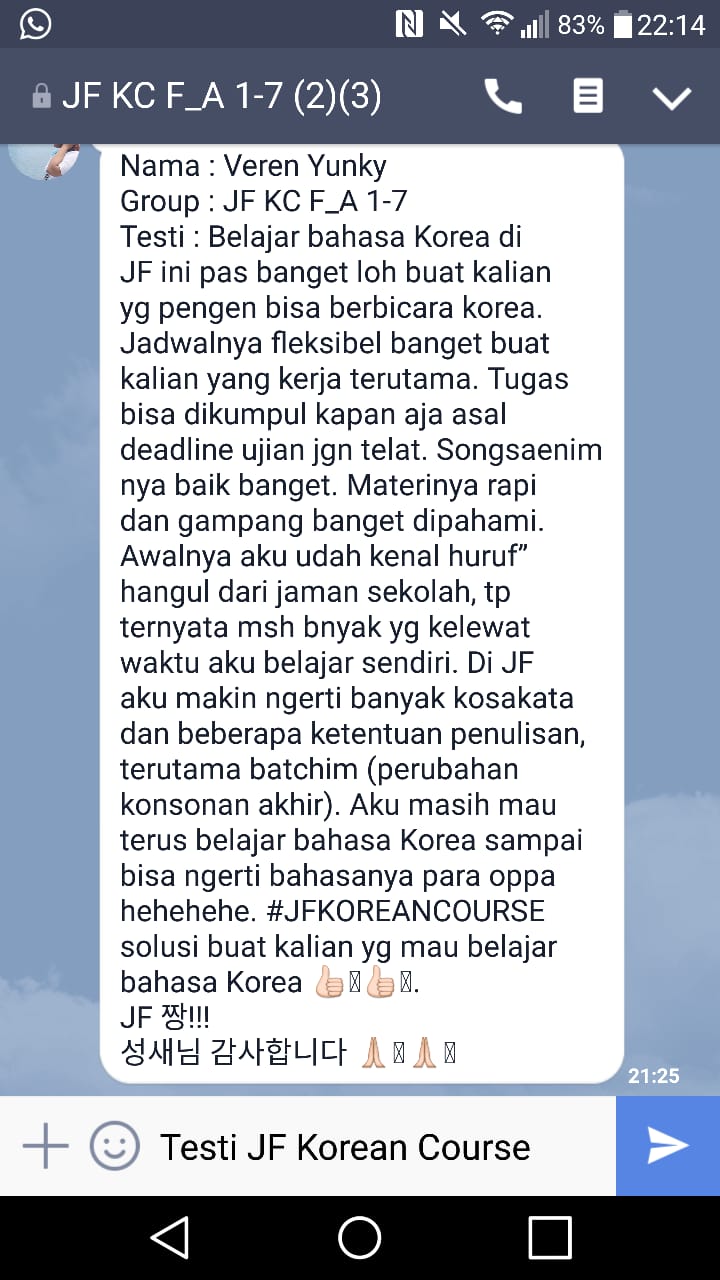 83% 22:14
JF KC F_A 1-7 (2)(3)
Nama : Veren Yunky
Group : JF KC F_A 1-7
Testi : Belajar bahasa Korea di
JF ini pas banget loh buat kalian
yg pengen bisa berbicara korea.
Jadwalnya fleksibel banget buat
kalian yang kerja terutama. Tugas
bisa dikumpul kapan aja asal
deadline ujian jgn telat. Songsaenim
nya baik banget. Materinya rapi
dan gampang banget dipahami.
Awalnya aku udah kenal huruf”
hangul dari jaman sekolah, tp
ternyata msh bnyak yg kelewat
waktu aku belajar sendiri. Di JF
aku makin ngerti banyak kosakata
dan beberapa ketentuan penulisan,
terutama batchim (perubahan
konsonan akhir). Aku masih mau
terus belajar bahasa Korea sampai
bisa ngerti bahasanya para oppa
hehehehe. #JFKOREANCOURSE
solusi buat kalian yg mau belajar
bahasa Korea 👍🏻👍🏻.
JF 짱!!!
성새님 감사합니다 🙏🏻🙏🏻
21:25
Testi JF Korean Course